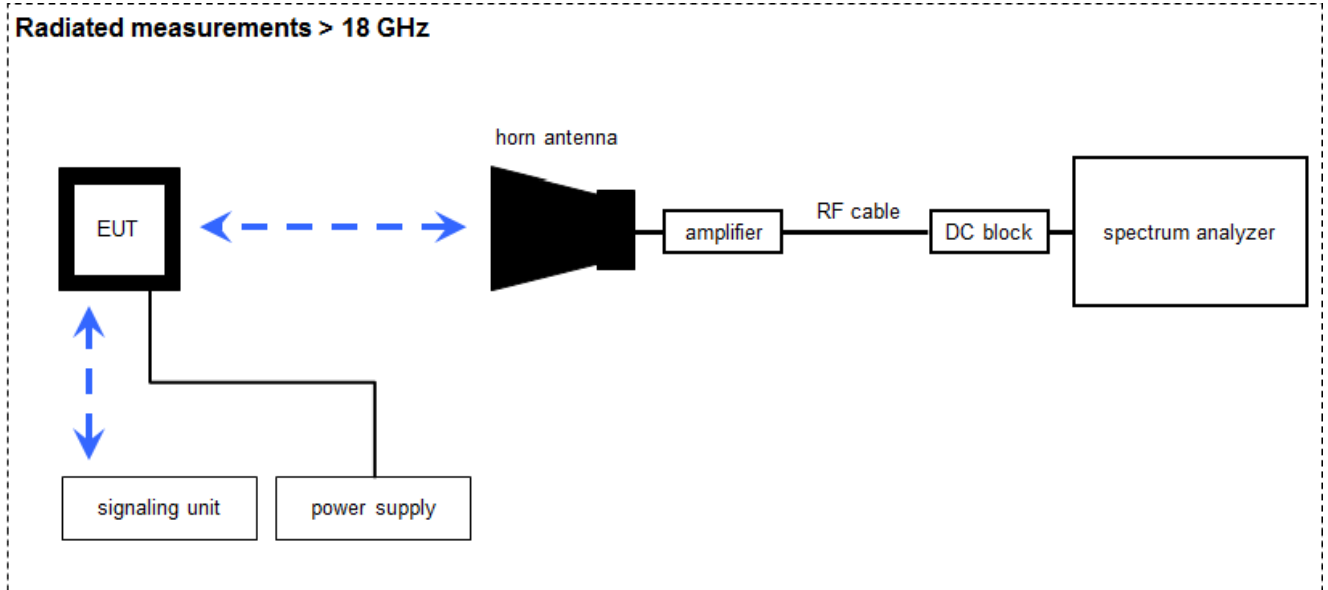 Radiated measurements > 18 GHz
horn antenna
EUT
amplifier
RF cable
DC block
spectrum analyzer
signaling unit
power supply